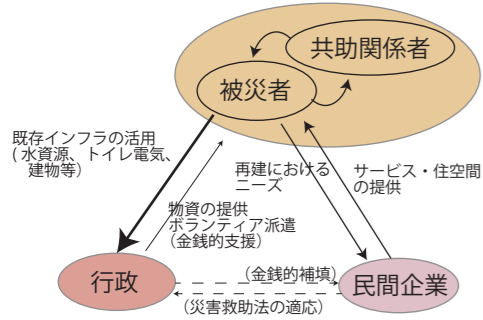 共助関係者
被災者
既存インフラの活用
( 水資源、トイレ電気、
建物等）
再建における
ニーズ
サービス・住空間
の提供
物資の提供
ボランティア派遣
（金銭的支援）
行政
（金銭的補填）
民間企業
（災害救助法の適応）